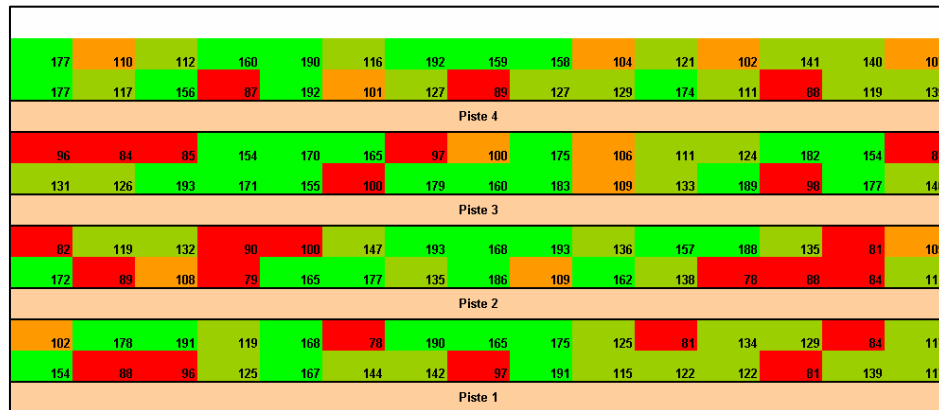 177 110 112 160 190 116 192 159 158 104 121 102 141 140
177 117 156 87 192 101 127 89 127 129 174 111 88 119
Piste 4
96 84 85 154 170 165 97 100 175 106 111 124 182 154
131 126 193 171 155 100 179 160 183 109 133 189 98 177
Piste 3
82 119 132 90 100 147 193 168 193 136 157 188 135 81
172 89 108 79 165 177 135 186 109 162 138 78 88 84
Piste 2
102 178 191 119 168 78 190 165 175 125 81 134 129 84
154 88 96 125 167 144 142 97 191 115 122 122 81 139
Piste 1